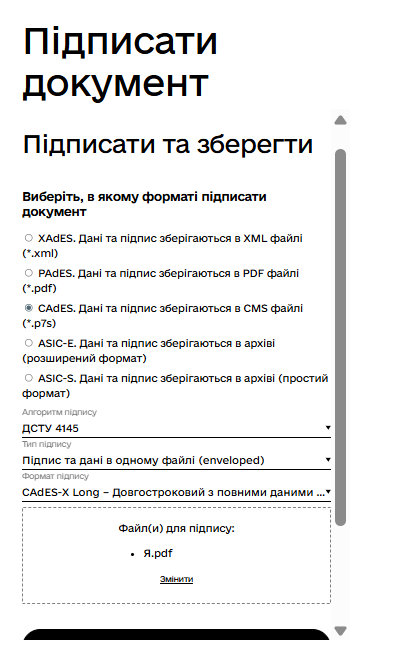 Підписати
документ
Підписати та зберегти
Виберіть, в якому форматі підписати
документ
XAdES. Дані та підпис зберігаються в XML файлі
(*.xml)
PAdES. Дані та підпис зберігаються в PDF файлі
(*.pdf)
CAdES. Дані та підпис зберігаються в CMS файлі
(*.p7s)
ASIC-E. Дані та підпис зберігаються в архіві
(розширений формат)
ASIC-S. Дані та підпис зберігаються в архіві (простий
формат)
Алгоритм підпису
ДСТУ 4145
Тип підпису
Підпис та дані в одному файлі (enveloped)
Формат підпису
CAdES-X Long – Довгостроковий з повними даними ...
Файл(и) для підпису:
• Я.pdf
Змінити